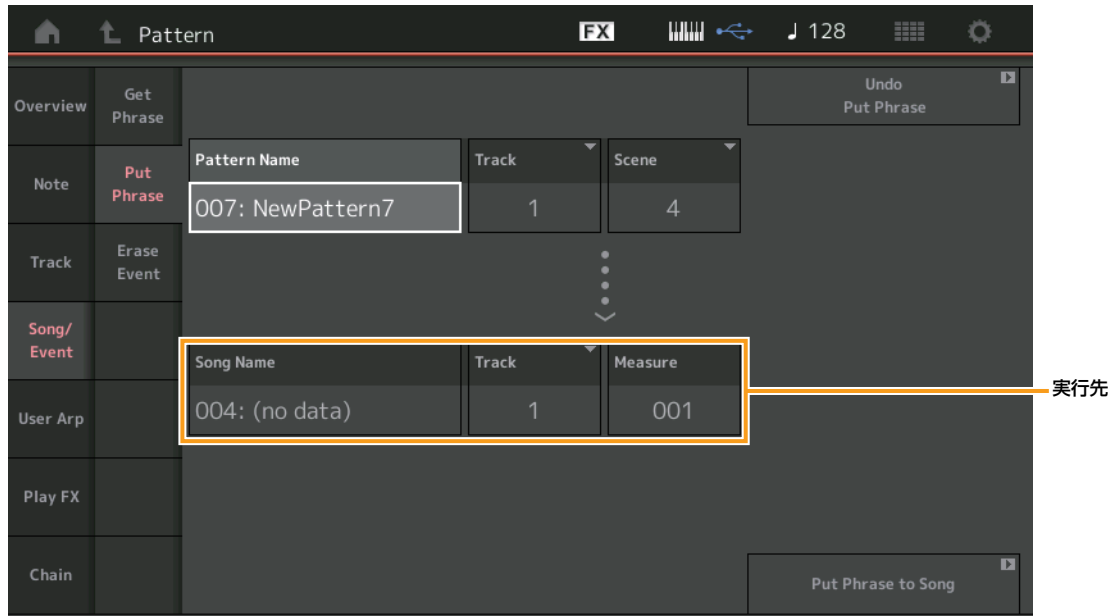 Pattern
FX
♩ 128
Overview
Note
Track
Song/
Event
User Arp
Play FX
Chain
Get
Phrase
Put
Phrase
Erase
Event
Undo
Put Phrase
Pattern Name
Track
Scene
007: NewPattern7
1
4
Song Name
Track
Measure
004: (no data)
1
001
実行先
Put Phrase to Song